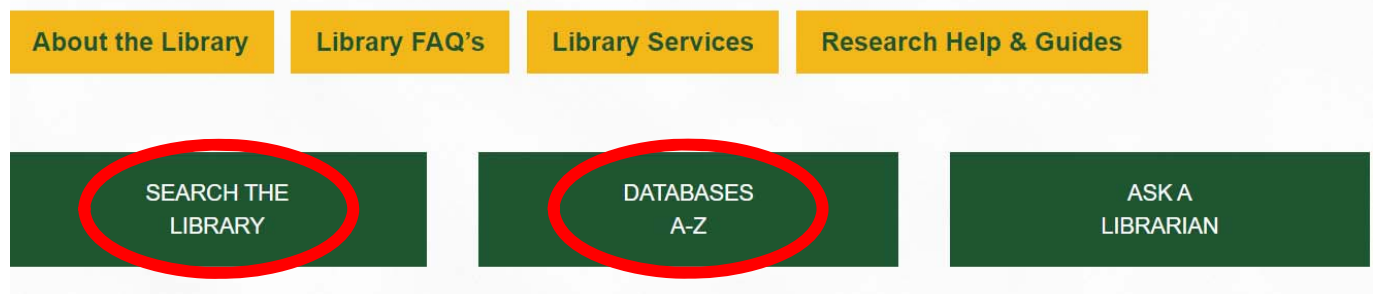 About the Library Library FAQ’s Library Services Research Help & Guides
SEARCH THE
LIBRARY
DATABASES
A-Z
ASK A
LIBRARIAN